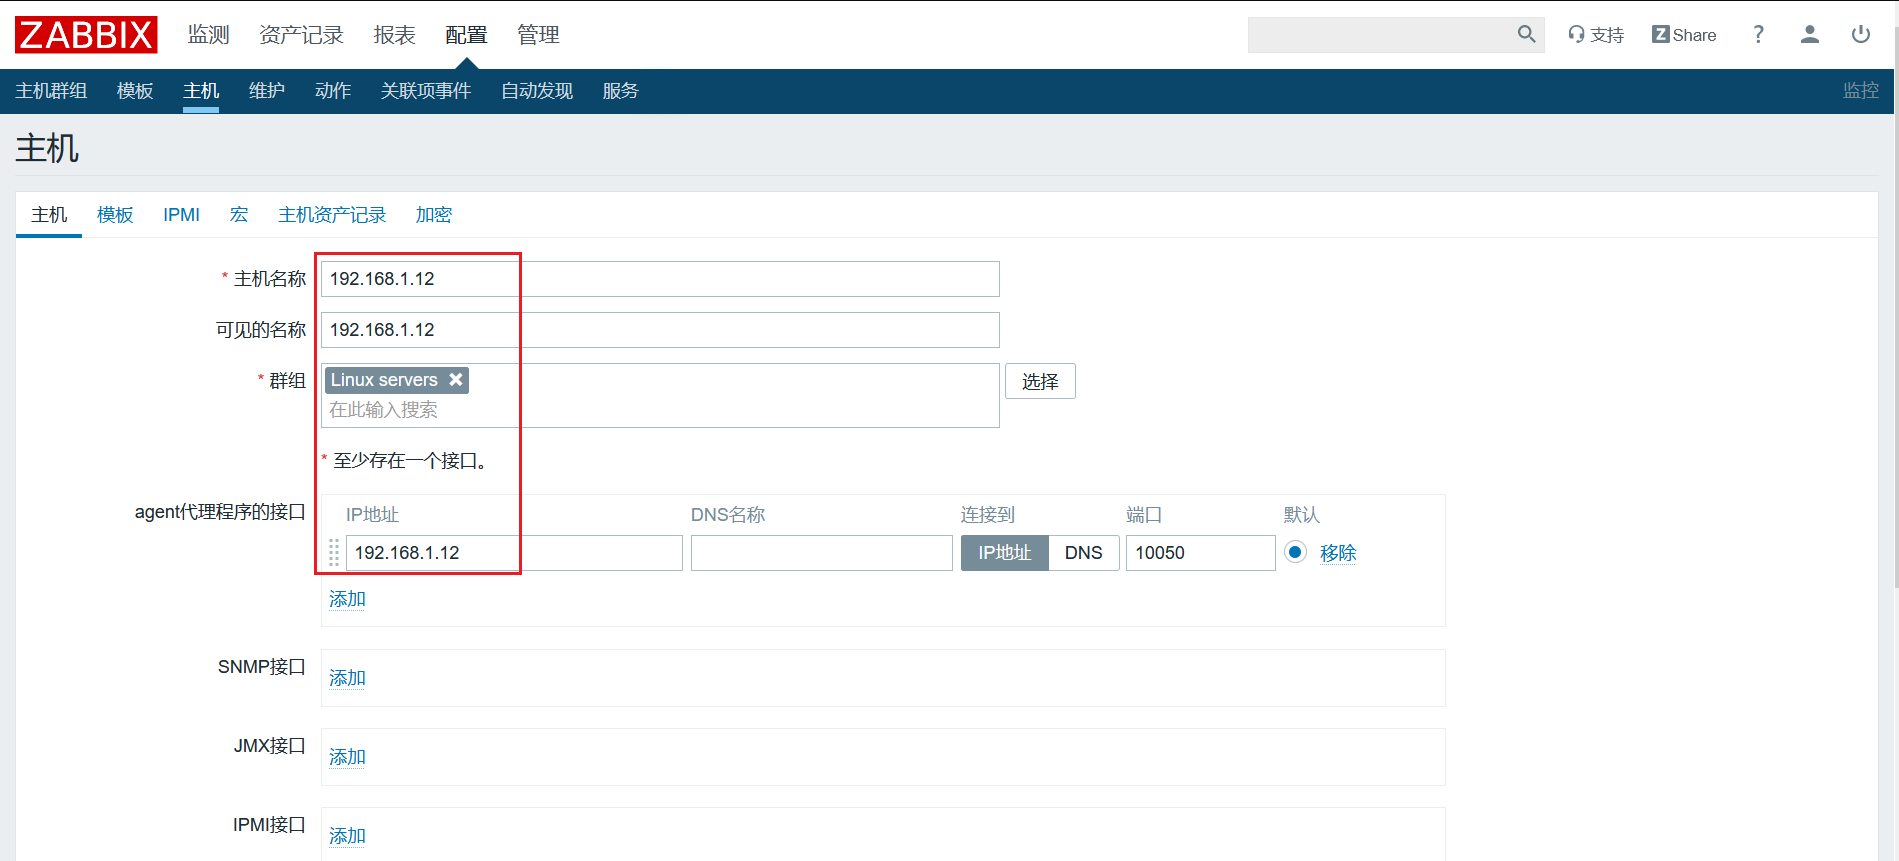 ZABBIX 监测 资产记录 报表 配置 管理 支持 Z Share ?
主机群组 模板 主机 维护 动作 关联项事件 自动发现 服务 监控
主机
主机 模板 IPMI 宏 主机资产记录 加密
* 主机名称 192.168.1.12
可见的名称 192.168.1.12
* 群组 Linux servers 选择
在此输入搜索
* 至少存在一个接口。
agent代理程序的接口 IP地址 DNS名称 连接到 端口 默认
192.168.1.12 IP地址 DNS 10050 移除
添加
SNMP接口 添加
JMX接口 添加
IPMI接口 添加